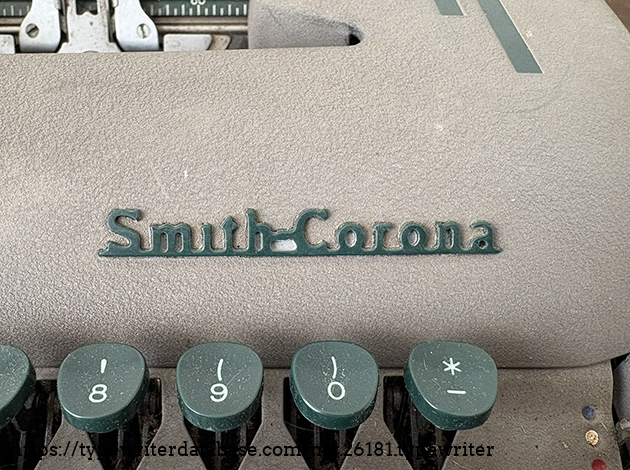 Smith-Corona
' ( ) *
8 9 0 -